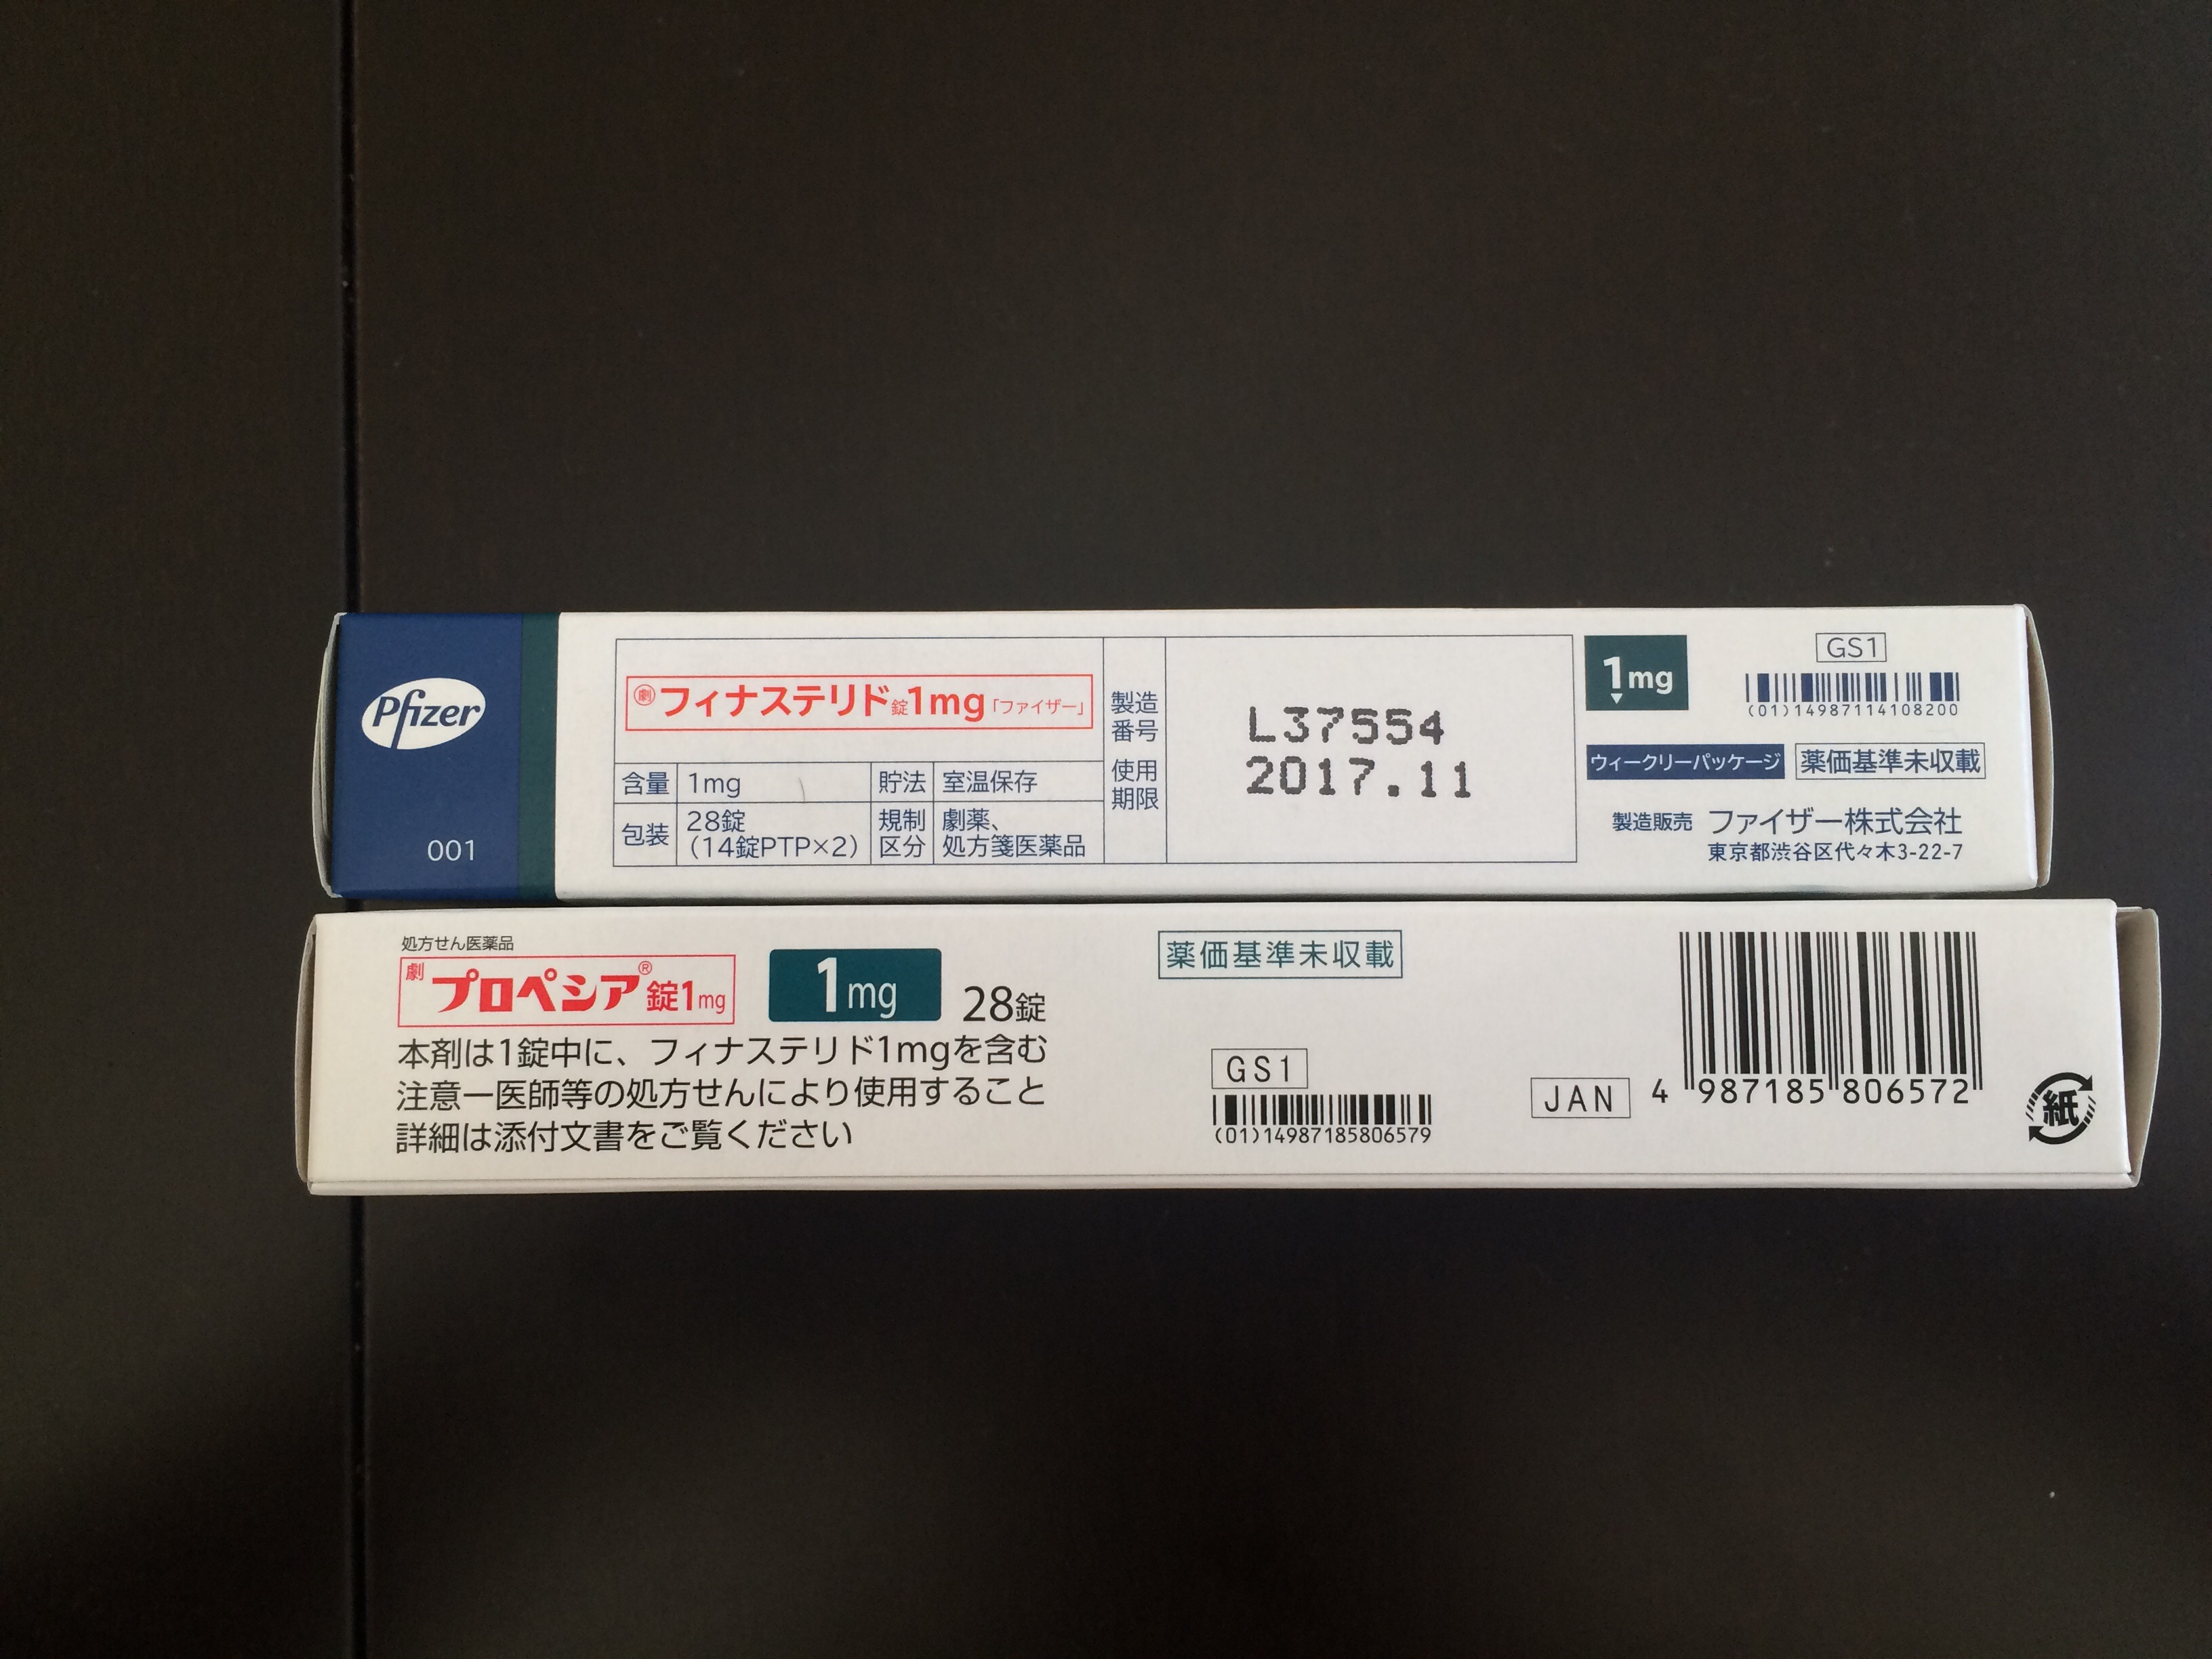 Pfizer
001
劇 フィナステリド錠1mg「ファイザー」
含量 1mg 貯法 室温保存
包装 28錠 (14錠PTP×2) 規制区分 劇薬、処方箋医薬品
製造番号
使用期限
L37554
2017.11
1mg
GS1
(01)14987114108200
ウィークリーパッケージ 薬価基準未収載
製造販売 ファイザー株式会社
東京都渋谷区代々木3-22-7
処方せん医薬品
劇 プロペシア®錠1mg
1mg 28錠
本剤は1錠中に、フィナステリド1mgを含む
注意ー医師等の処方せんにより使用すること
詳細は添付文書をご覧ください
薬価基準未収載
GS1
(01)14987185806579
JAN 4 987185 806572
紙